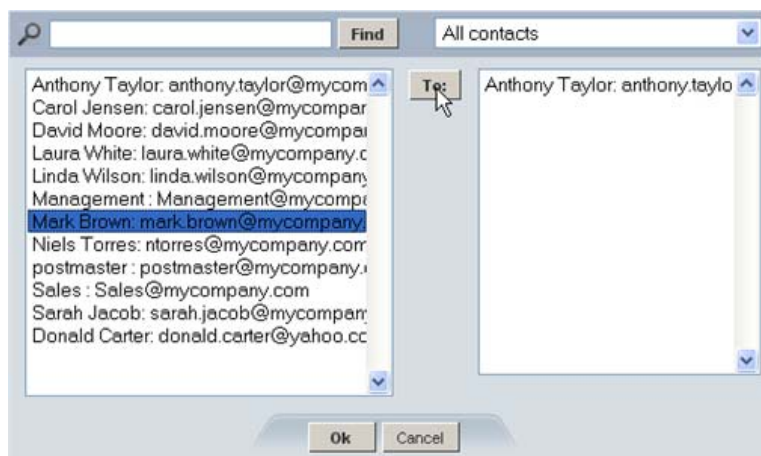 Find
All contacts
Anthony Taylor: anthony.taylor@mycom
Carol Jensen: carol.jensen@mycompar
David Moore: david.moore@mycompai
Laura White: laura.white@mycompany.c
Linda Wilson: linda.wilson@mycompany
Management : Management@mycompa
Mark Brown: mark.brown@mycompany.
Niels Torres: ntorres@mycompany.com
postmaster : postmaster@mycompany.
Sales : Sales@mycompany.com
Sarah Jacob: sarah.jacob@mycompan
Donald Carter: donald.carter@yahoo.cc
To:
Anthony Taylor: anthony.taylo
Ok
Cancel